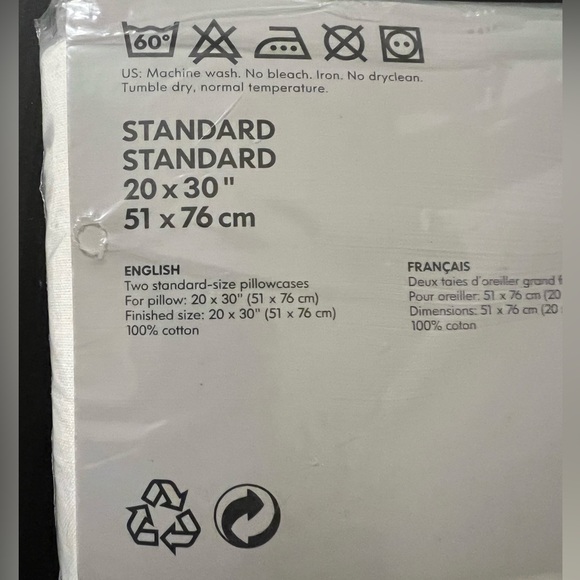 60°
US: Machine wash. No bleach. Iron. No dryclean.
Tumble dry, normal temperature.
STANDARD
STANDARD
20 x 30"
51 x 76 cm
ENGLISH
Two standard-size pillowcases
For pillow: 20 x 30" (51 x 76 cm)
Finished size: 20 x 30" (51 x 76 cm)
100% cotton
FRANÇAIS
Deux taies d'oreiller grand
Pour oreiller: 51 x 76 cm (20
Dimensions: 51 x 76 cm (20
100% coton